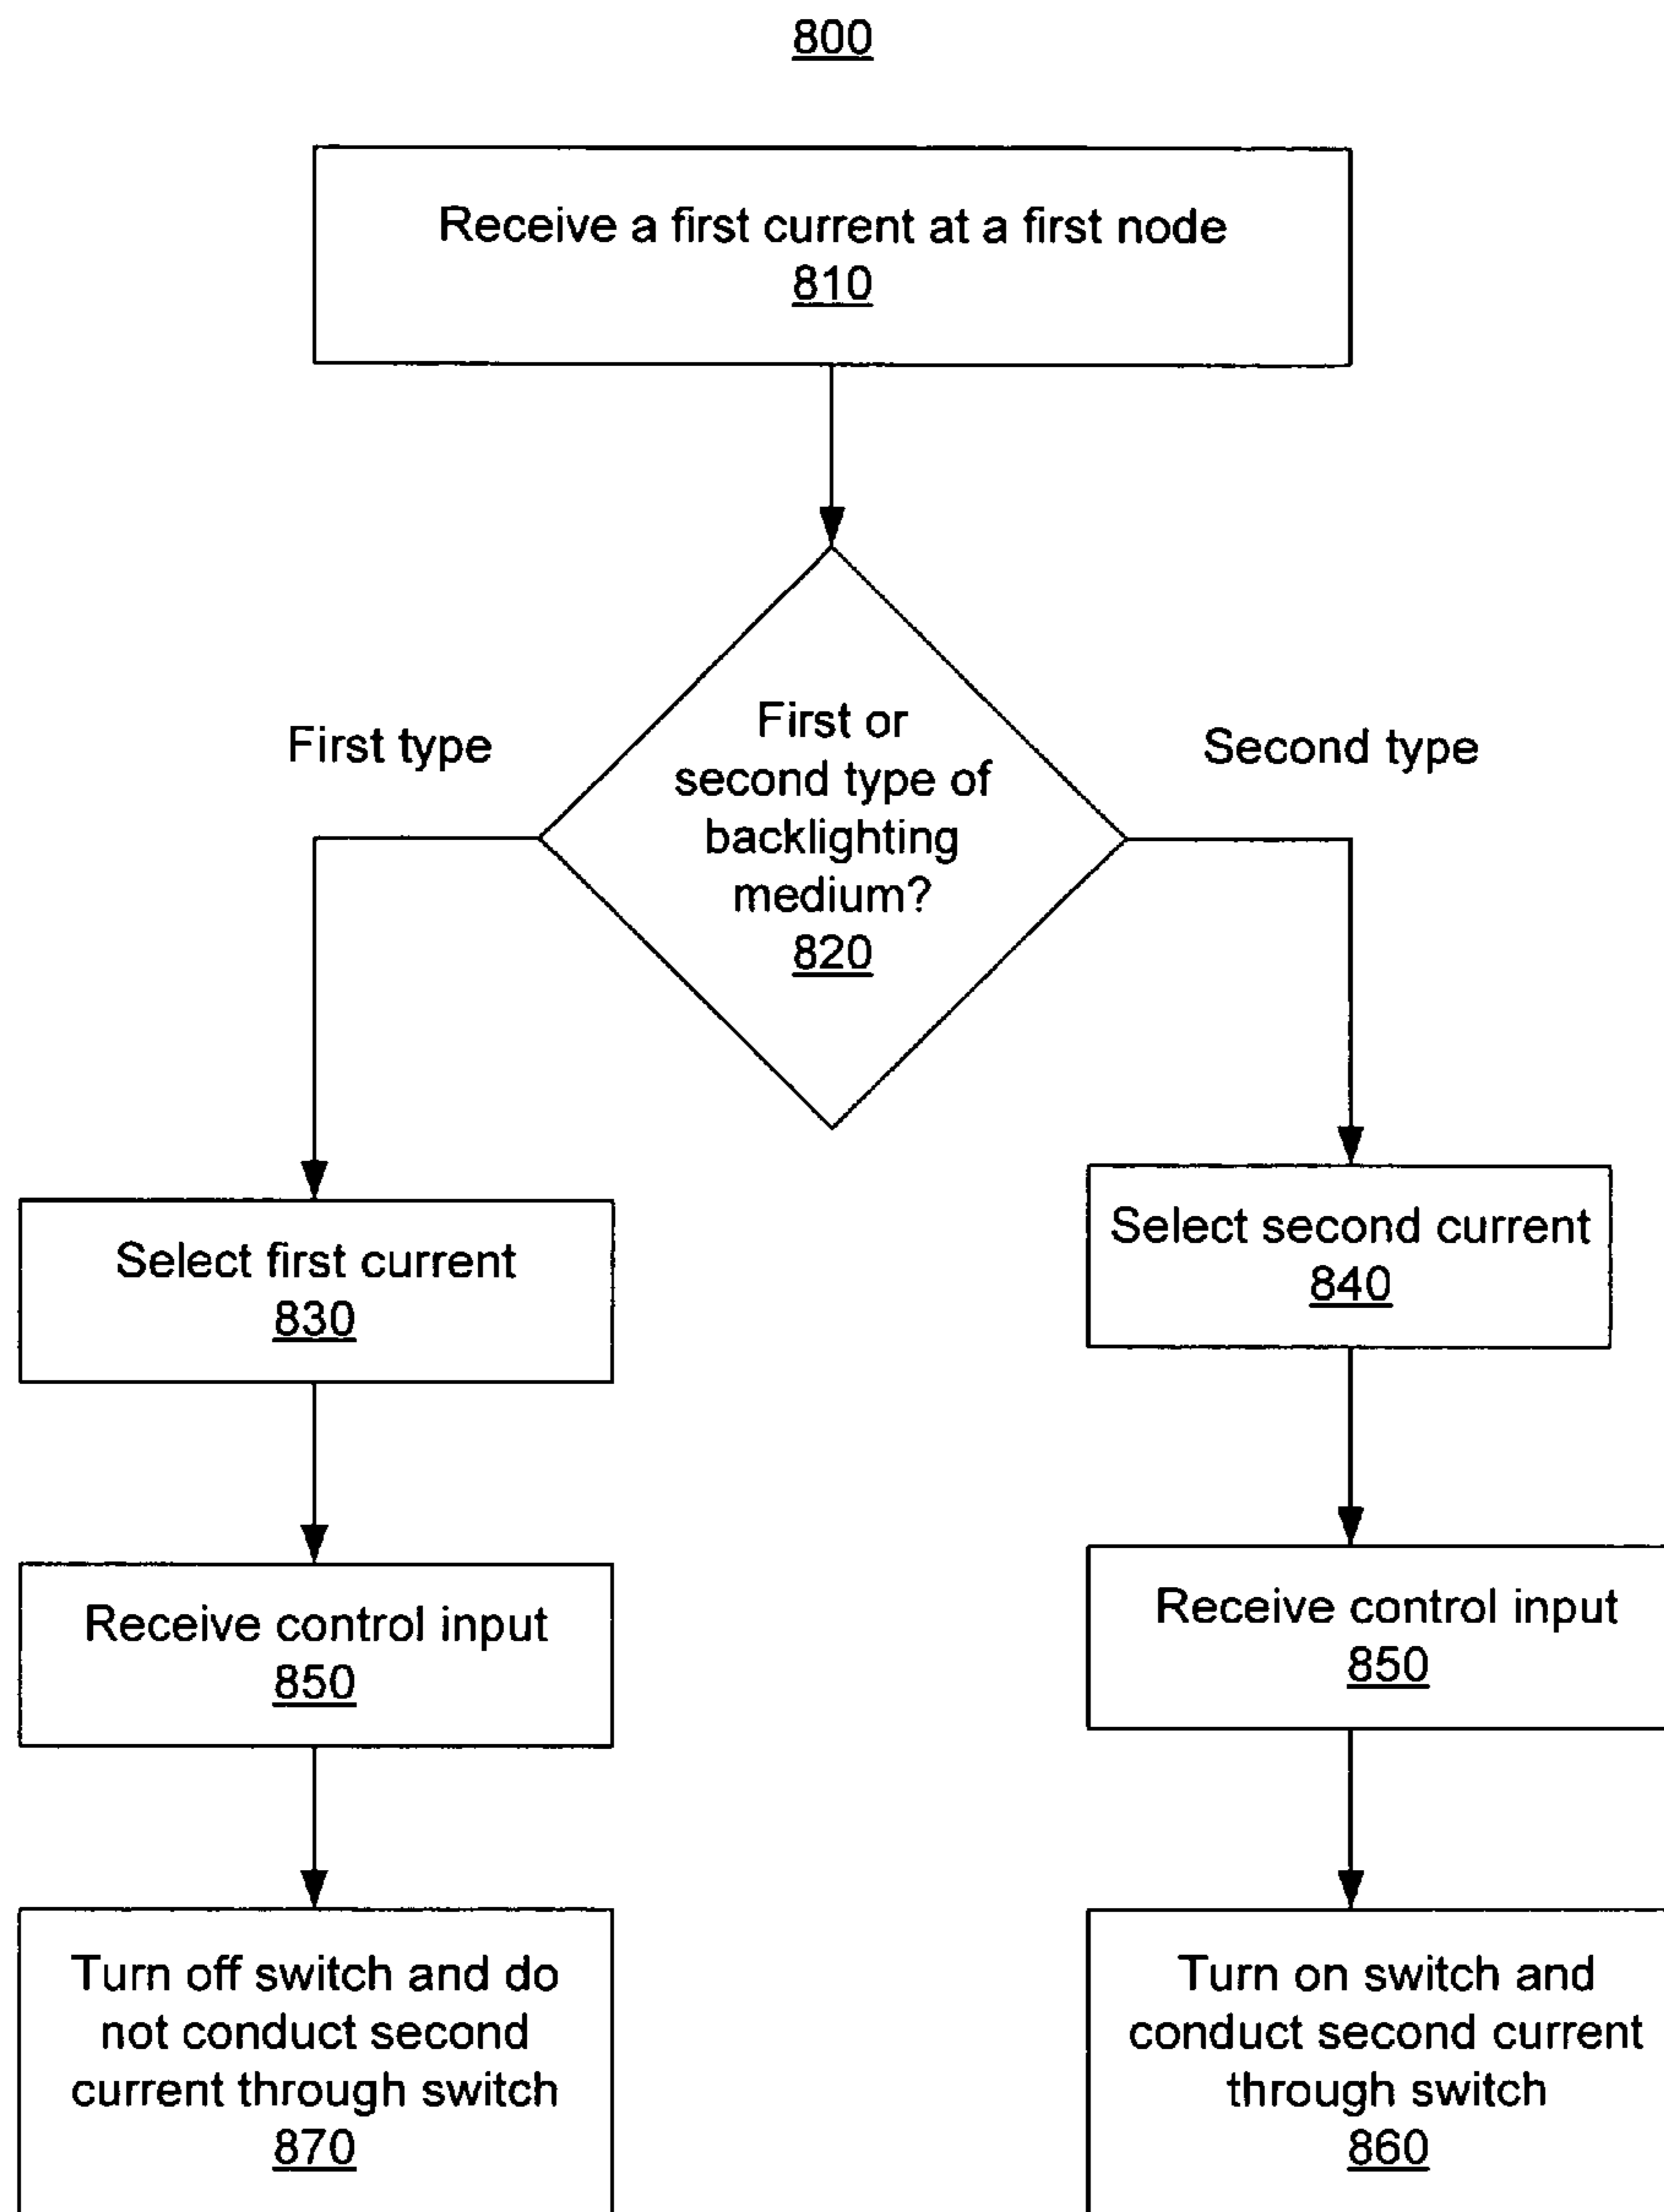 800
Receive a first current at a first node
810
First or
second type of
backlighting
medium?
820
First type
Second type
Select first current
830
Select second current
840
Receive control input
850
Receive control input
850
Turn off switch and do
not conduct second
current through switch
870
Turn on switch and
conduct second current
through switch
860